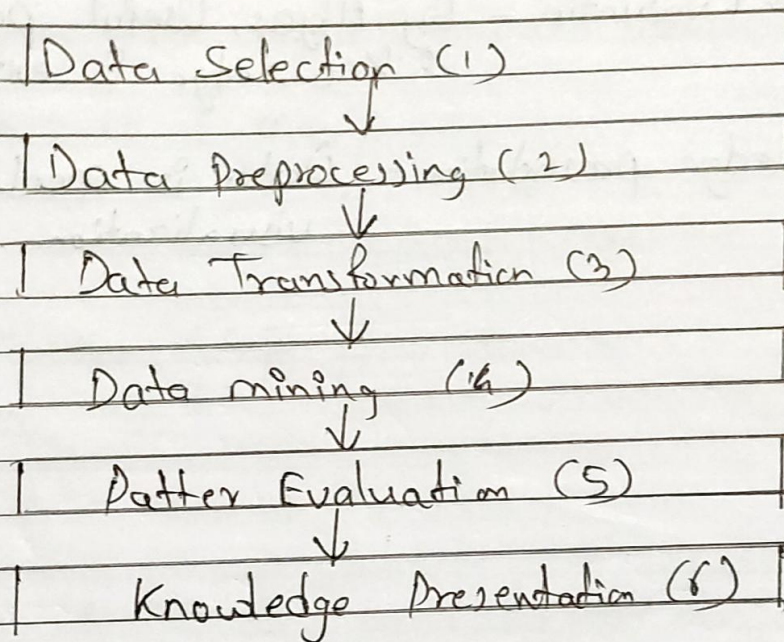 Data Selection (1)
Data Preprocessing (2)
Data Transformation (3)
Data mining (4)
Patter Evaluation (5)
Knowledge Presentation (6)